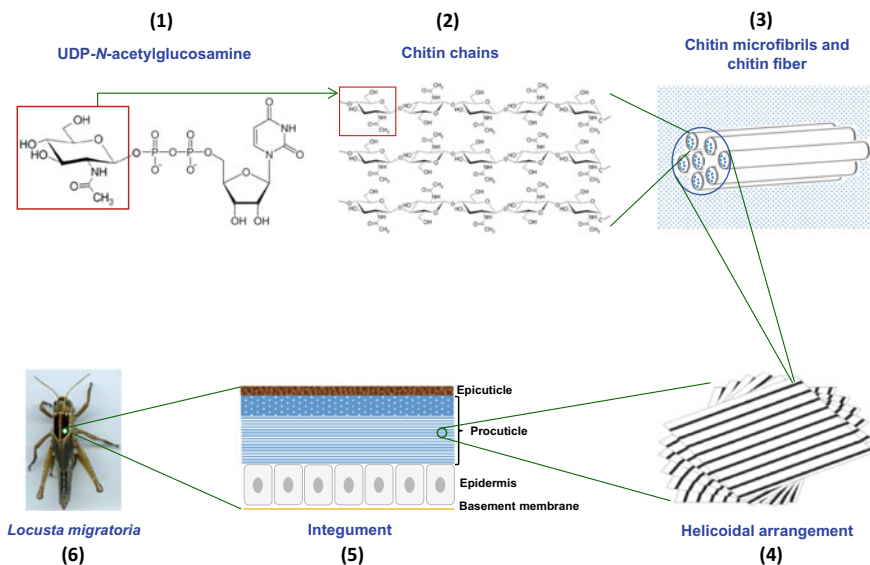 (1)
UDP-N-acetylglucosamine
(2)
Chitin chains
(3)
Chitin microfibrils and
chitin fiber
Epicuticle
Procuticle
Epidermis
Basement membrane
Locusta migratoria
(6)
Integument
(5)
Helicoidal arrangement
(4)